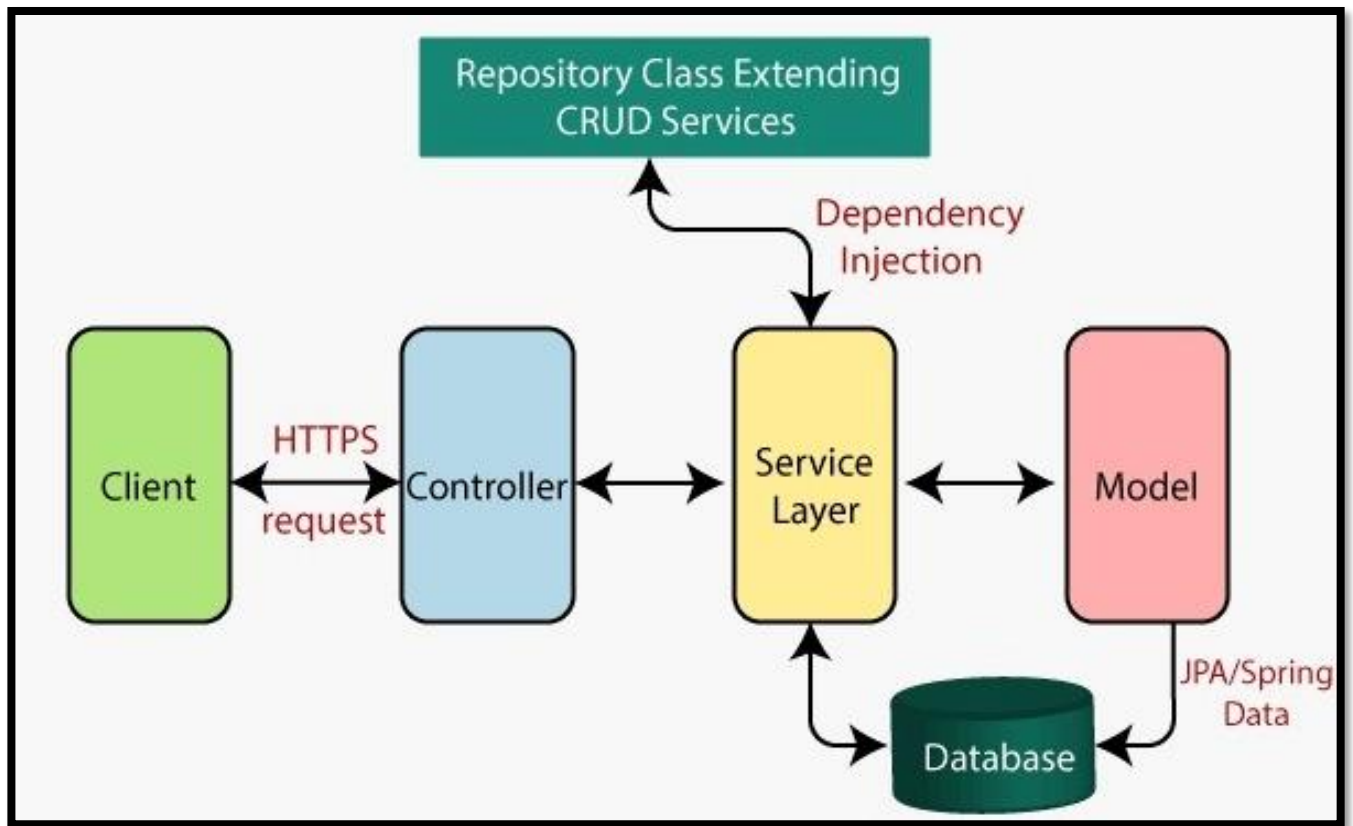 Repository Class Extending
CRUD Services
Dependency
Injection
Client
HTTPS
request
Controller
Service
Layer
Model
JPA/Spring
Data
Database